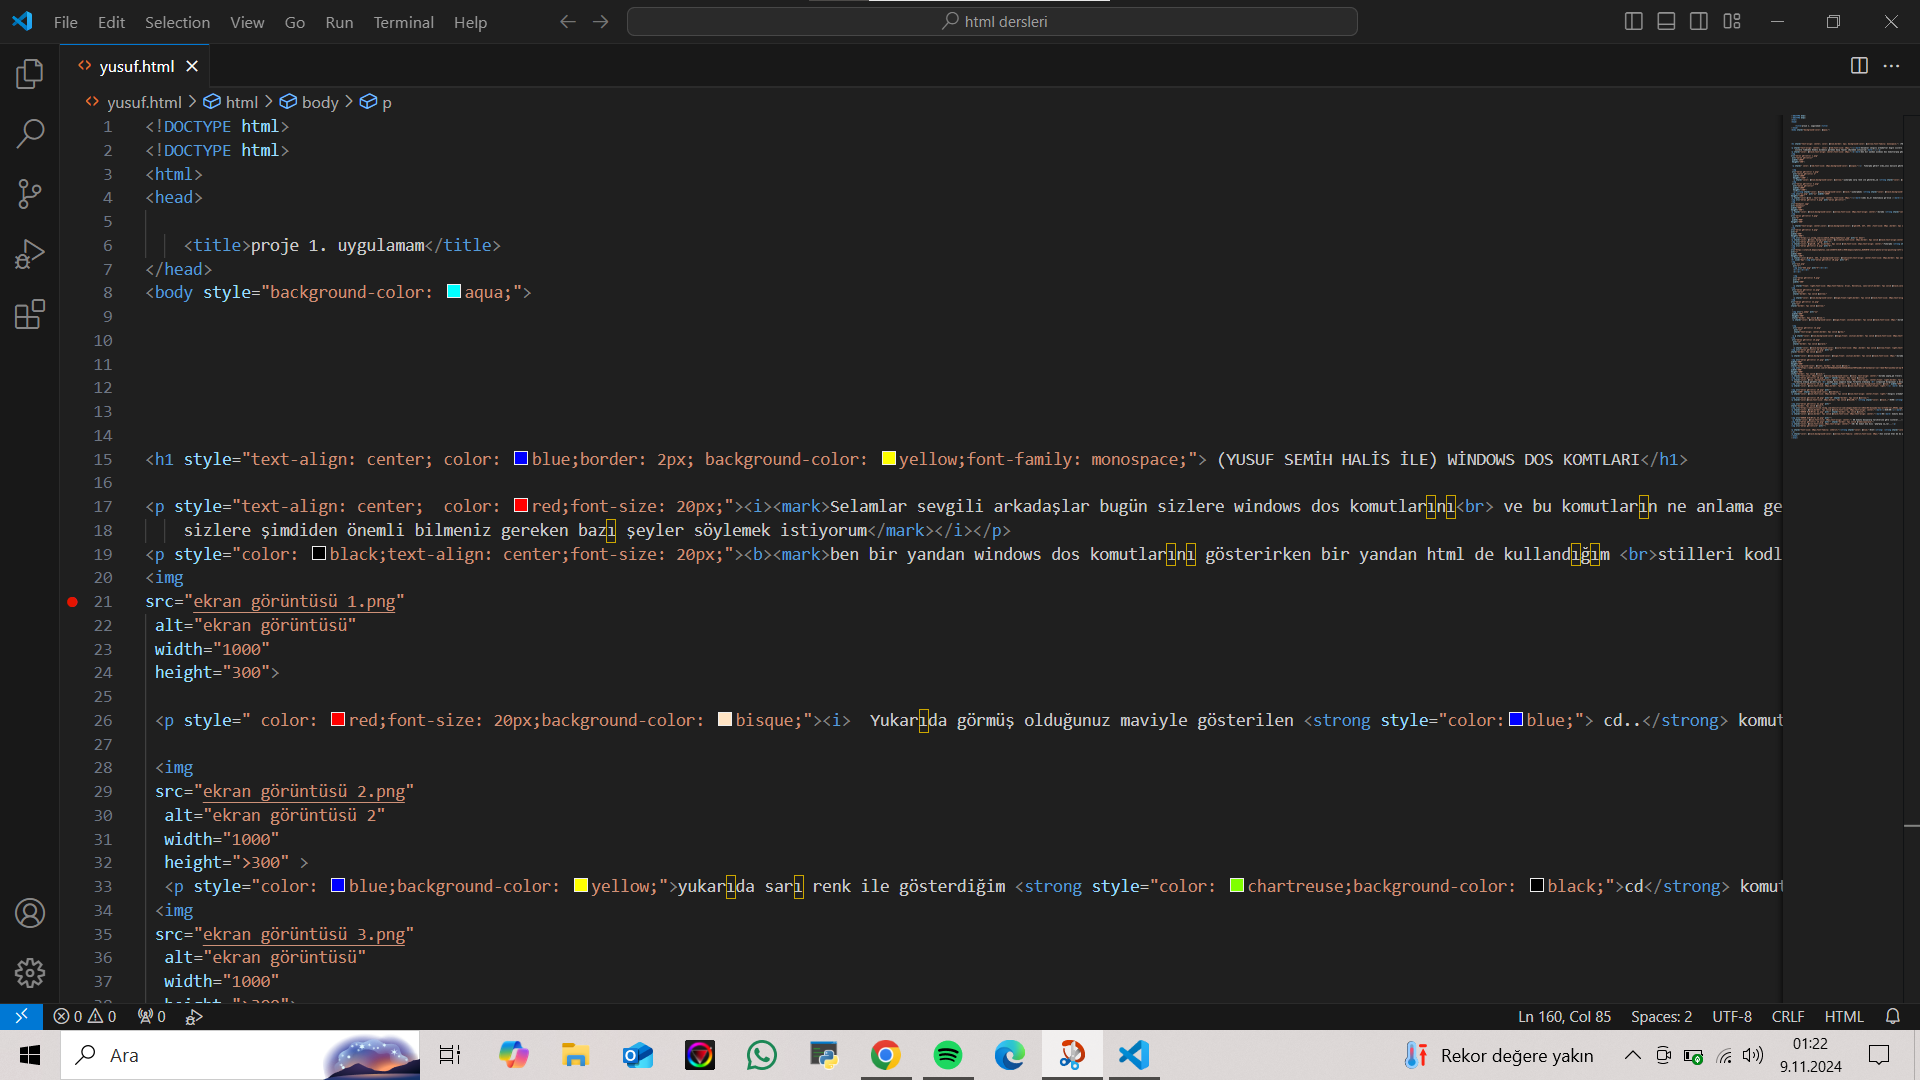 File Edit Selection View Go Run Terminal Help
html dersleri
yusuf.html
yusuf.html > html > body > p
1 <!DOCTYPE html>
2 <!DOCTYPE html>
3 <html>
4 <head>
5
6 <title>proje 1. uygulamam</title>
7 </head>
8 <body style="background-color: aqua;">
9
10
11
12
13
14
15 <h1 style="text-align: center; color: blue;border: 2px; background-color: yellow;font-family: monospace;"> (YUSUF SEMİH HALİS İLE) WİNDOWS DOS KOMTLARI</h1>
16
17 <p style="text-align: center;  color: red;font-size: 20px;"><i><mark>Selamlar sevgili arkadaşlar bugün sizlere windows dos komutlarını<br> ve bu komutların ne anlama ge
18 sizlere şimdiden önemli bilmeniz gereken bazı şeyler söylemek istiyorum</mark></i></p>
19 <p style="color: black;text-align: center;font-size: 20px;"><b><mark>ben bir yandan windows dos komutlarını gösterirken bir yandan html de kullandığım <br>stilleri kodl
20 <img
21 src="ekran görüntüsü 1.png"
22 alt="ekran görüntüsü"
23 width="1000"
24 height="300">
25
26 <p style=" color: red;font-size: 20px;background-color: bisque;"><i>  Yukarıda görmüş olduğunuz maviyle gösterilen <strong style="color:blue;"> cd..</strong> komut
27
28 <img
29 src="ekran görüntüsü 2.png"
30 alt="ekran görüntüsü 2"
31 width="1000"
32 height=">300" >
33 <p style="color: blue;background-color: yellow;">yukarıda sarı renk ile gösterdiğim <strong style="color: chartreuse;background-color: black;">cd</strong> komut
34 <img
35 src="ekran görüntüsü 3.png"
36 alt="ekran görüntüsü"
37 width="1000"
0 0 0 Ln 160, Col 85 Spaces: 2 UTF-8 CRLF HTML
Ara
Rekor değere yakın
01:22
9.11.2024